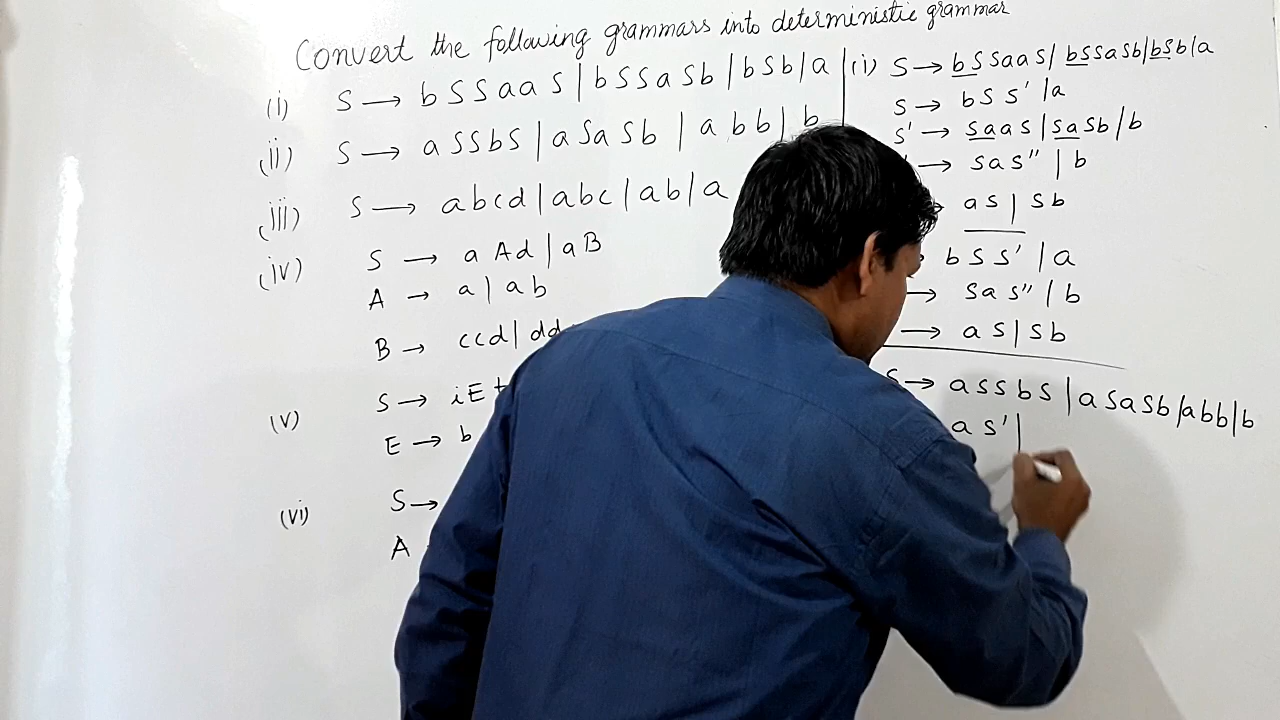 Convert the following grammars into deterministic grammar
(i) S → bSSaaS | bSSaSb | bSb | a
(ii) S → aSSbS | aSaSb | abb | b
(iii) S → abcd | abc | ab | a
(iv) S → aAd | aB
A → a | ab
B → ccd | dd
(v) S → iEt
E → b
(vi) S →
A
(i) S → bSSaaS | bSSaSb | bSb | a
S → bSS' | a
S' → SaaS | SaSb | b
→ SaS'' | b
aS | Sb
bSS' | a
→ SaS'' | b
→ aS | Sb
S → aSSbS | aSaSb | abb | b
aS' |